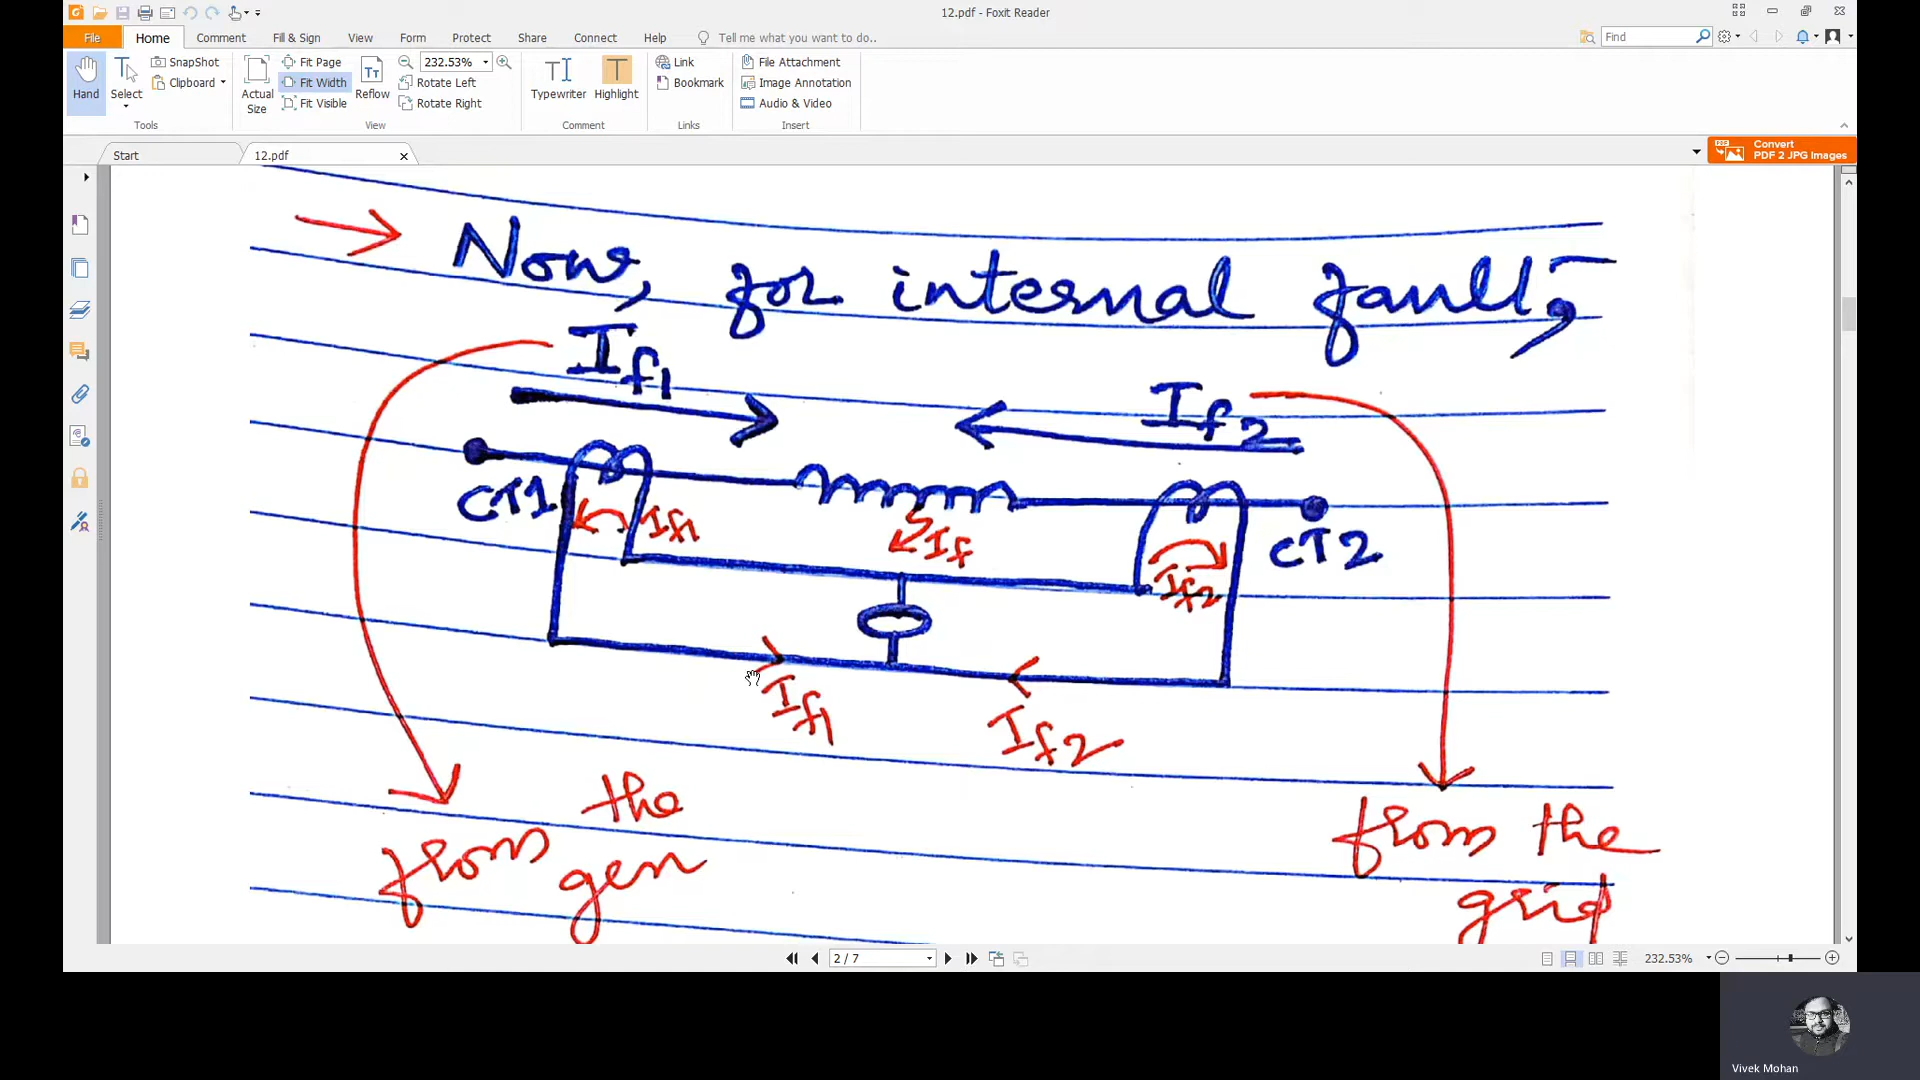 12.pdf - Foxit Reader
File Home Comment Fill & Sign View Form Protect Share Connect Help Tell me what you want to do.. Find
Hand Select SnapShot Clipboard Actual Size Fit Page Fit Width Fit Visible Reflow 232.53% Rotate Left Rotate Right Typewriter Highlight Link Bookmark File Attachment Image Annotation Audio & Video
Tools View Comment Links Insert
Start 12.pdf Convert PDF 2 JPG Images
Now, for internal fault,
If1 If2
CT1 If1 If If2 CT2
If1 If2
from the gen
from the grid
2 / 7 232.53%
Vivek Mohan